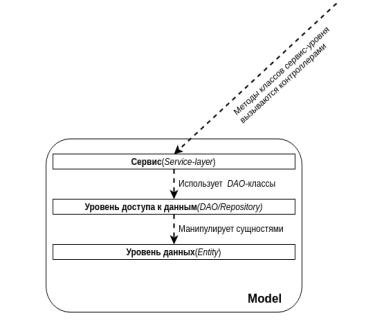 Методы классов сервис-уровня
вызываются контроллерами
Сервис(Service-layer)
Использует DAO-классы
Уровень доступа к данным(DAO/Repository)
Манипулирует сущностями
Уровень данных(Entity)
Model